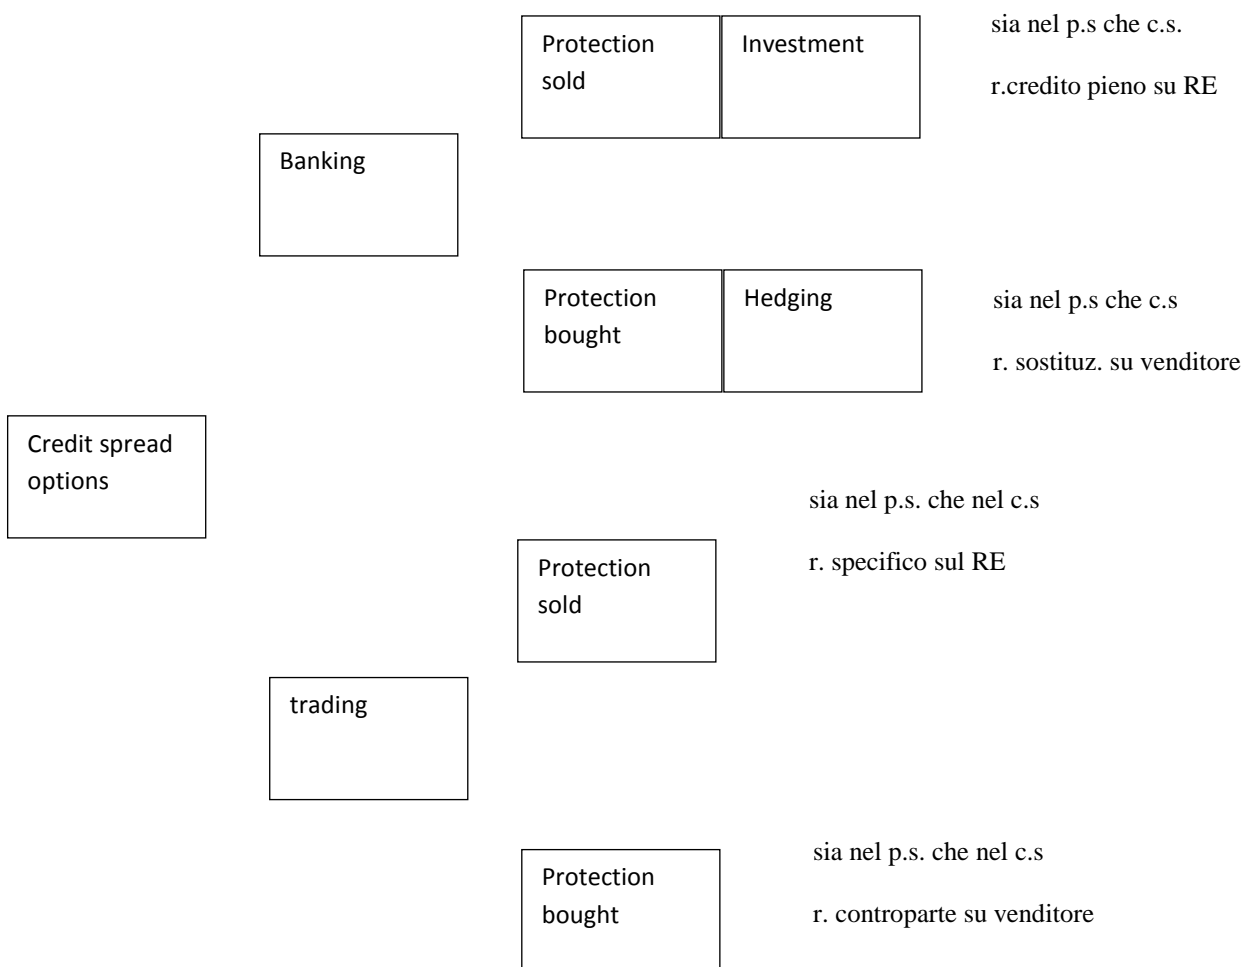 Protection
sold
Investment
sia nel p.s che c.s.
r.credito pieno su RE
Banking
Protection
bought
Hedging
sia nel p.s che c.s
r. sostituz. su venditore
Credit spread
options
sia nel p.s. che nel c.s
r. specifico sul RE
Protection
sold
trading
sia nel p.s. che nel c.s
r. controparte su venditore
Protection
bought